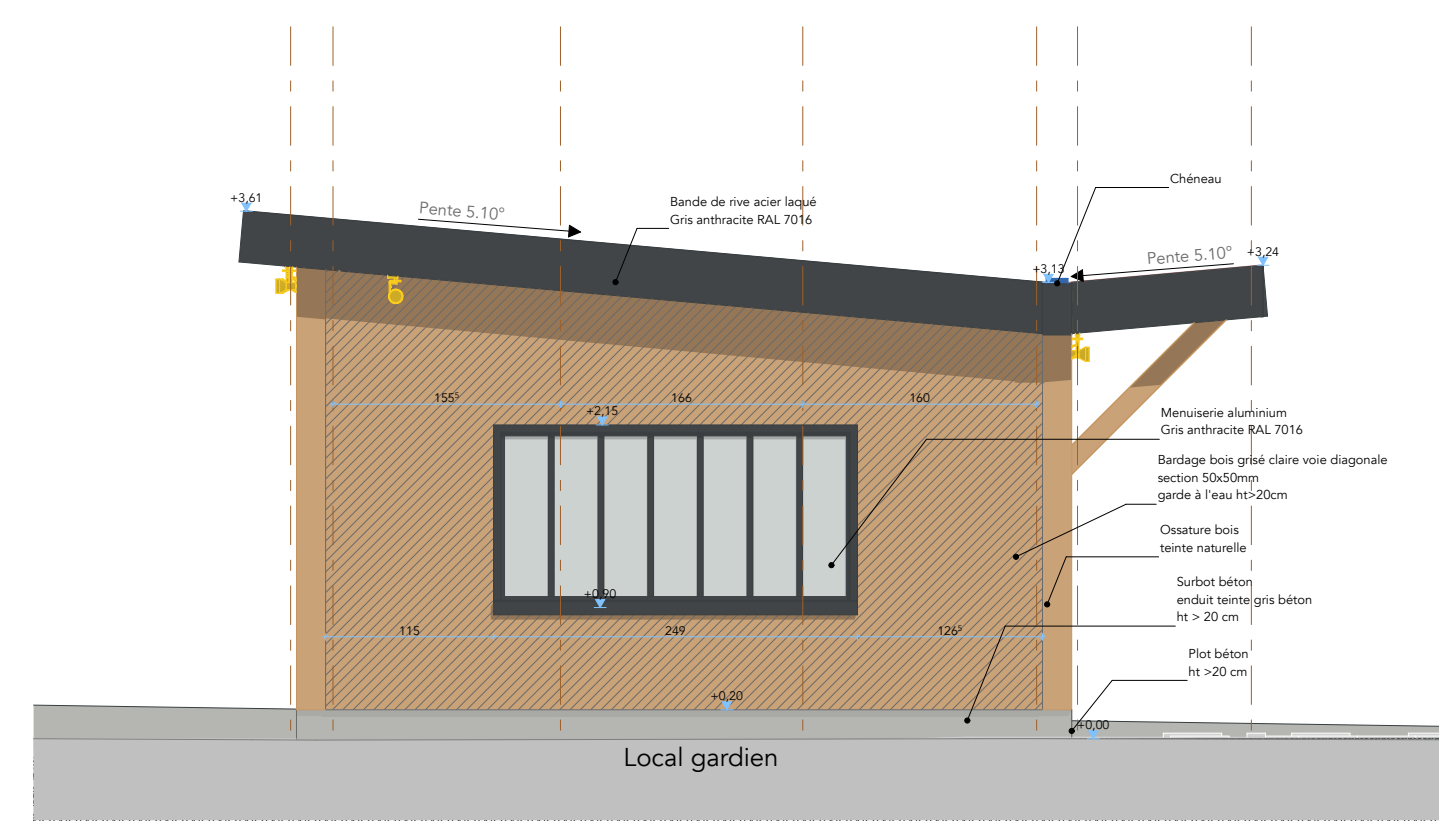 +3,61
Pente 5.10°
Bande de rive acier laqué
Gris anthracite RAL 7016
Chéneau
+3,13
Pente 5.10°
+3,24
155⁵
166
160
+2,15
Menuiserie aluminium
Gris anthracite RAL 7016
Bardage bois grisé claire voie diagonale
section 50x50mm
garde à l'eau ht>20cm
Ossature bois
teinte naturelle
+0,90
Surbot béton
enduit teinte gris béton
ht > 20 cm
115
249
126⁵
Plot béton
ht >20 cm
+0,20
+0,00
Local gardien